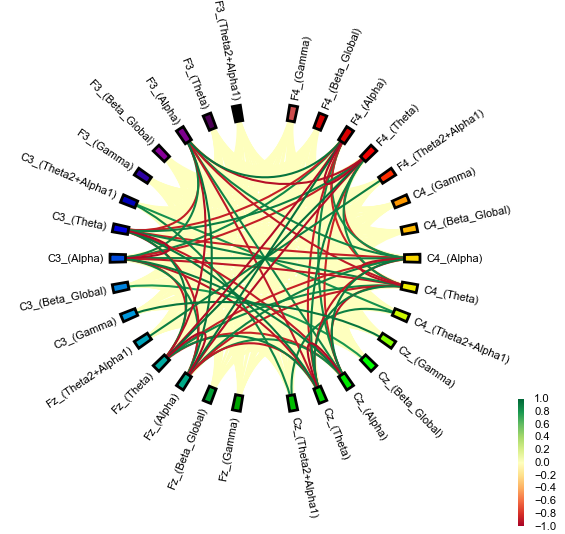 F3_(Theta2+Alpha1)
F3_(Theta)
F3_(Alpha)
F3_(Beta_Global)
F3_(Gamma)
C3_(Theta2+Alpha1)
C3_(Theta)
C3_(Alpha)
C3_(Beta_Global)
C3_(Gamma)
Fz_(Theta2+Alpha1)
Fz_(Theta)
Fz_(Alpha)
Fz_(Beta_Global)
Fz_(Gamma)
Cz_(Theta2+Alpha1)
Cz_(Theta)
Cz_(Alpha)
Cz_(Beta_Global)
Cz_(Gamma)
C4_(Theta2+Alpha1)
C4_(Theta)
C4_(Alpha)
C4_(Beta_Global)
C4_(Gamma)
F4_(Theta2+Alpha1)
F4_(Theta)
F4_(Alpha)
F4_(Beta_Global)
F4_(Gamma)
1.0
0.8
0.6
0.4
0.2
0.0
−0.2
−0.4
−0.6
−0.8
−1.0